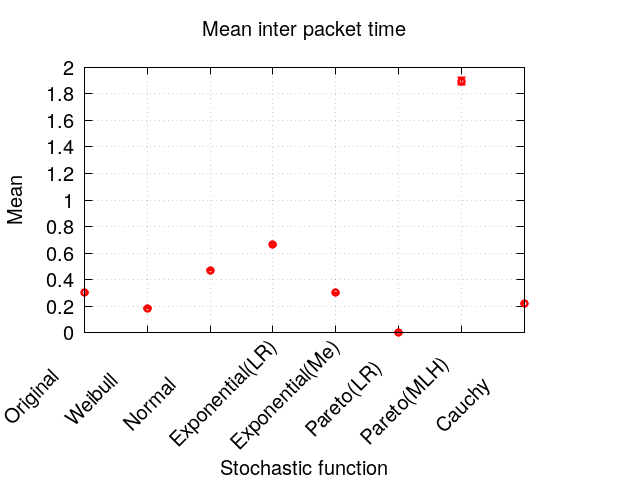 Mean inter packet time
2
1.8
1.6
1.4
1.2
1
0.8
0.6
0.4
0.2
0
Mean
Original
Weibull
Normal
Exponential(LR)
Exponential(Me)
Pareto(LR)
Pareto(MLH)
Cauchy
Stochastic function